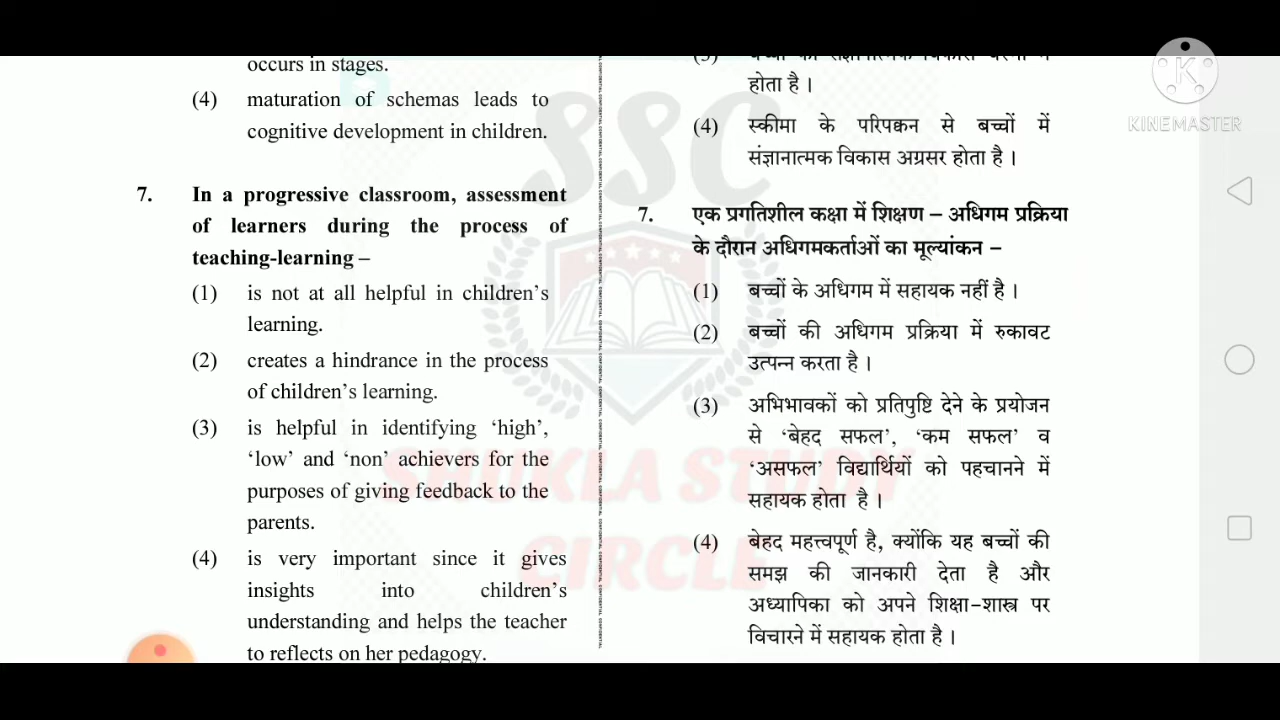 occurs in stages.
(4) maturation of schemas leads to
cognitive development in children.
7. In a progressive classroom, assessment
of learners during the process of
teaching-learning –
(1) is not at all helpful in children's
learning.
(2) creates a hindrance in the process
of children's learning.
(3) is helpful in identifying 'high',
'low' and 'non' achievers for the
purposes of giving feedback to the
parents.
(4) is very important since it gives
insights into children's
understanding and helps the teacher
to reflects on her pedagogy.
होता है।
(4) स्कीमा के परिपक्वन से बच्चों में
संज्ञानात्मक विकास अग्रसर होता है।
7. एक प्रगतिशील कक्षा में शिक्षण – अधिगम प्रक्रिया
के दौरान अधिगमकर्ताओं का मूल्यांकन –
(1) बच्चों के अधिगम में सहायक नहीं है।
(2) बच्चों की अधिगम प्रक्रिया में रुकावट
उत्पन्न करता है।
(3) अभिभावकों को प्रतिपुष्टि देने के प्रयोजन
से 'बेहद सफल', 'कम सफल' व
'असफल' विद्यार्थियों को पहचानने में
सहायक होता है।
(4) बेहद महत्त्वपूर्ण है, क्योंकि यह बच्चों की
समझ की जानकारी देता है और
अध्यापिका को अपने शिक्षा-शास्त्र पर
विचारने में सहायक होता है।
SSC
SHUKLA STUDY
CIRCLE
K
KINEMASTER